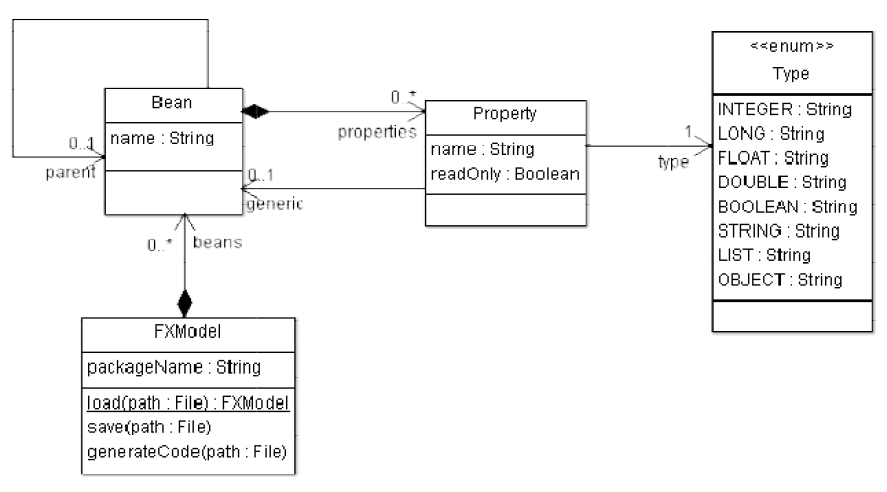 <<enum>>
Type
INTEGER : String
LONG : String
FLOAT : String
DOUBLE : String
BOOLEAN : String
STRING : String
LIST : String
OBJECT : String
Bean
name : String
0..1
parent
0..*
properties
Property
name : String
readOnly : Boolean
1
type
0..1
generic
0..*
beans
FXModel
packageName : String
load(path : File) : FXModel
save(path : File)
generateCode(path : File)